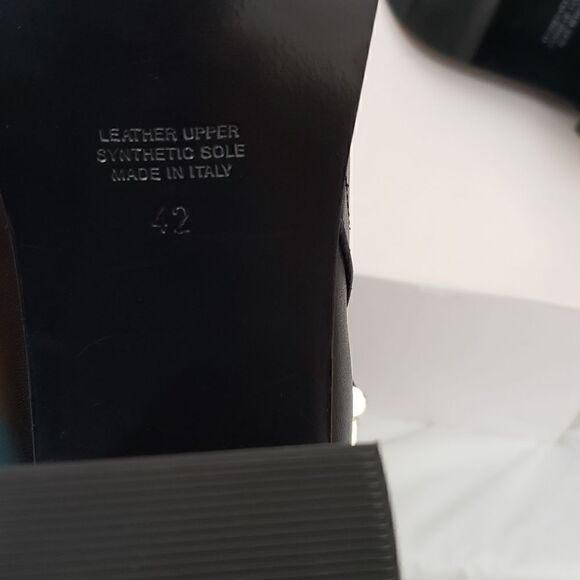 LEATHER UPPER
SYNTHETIC SOLE
MADE IN ITALY
42